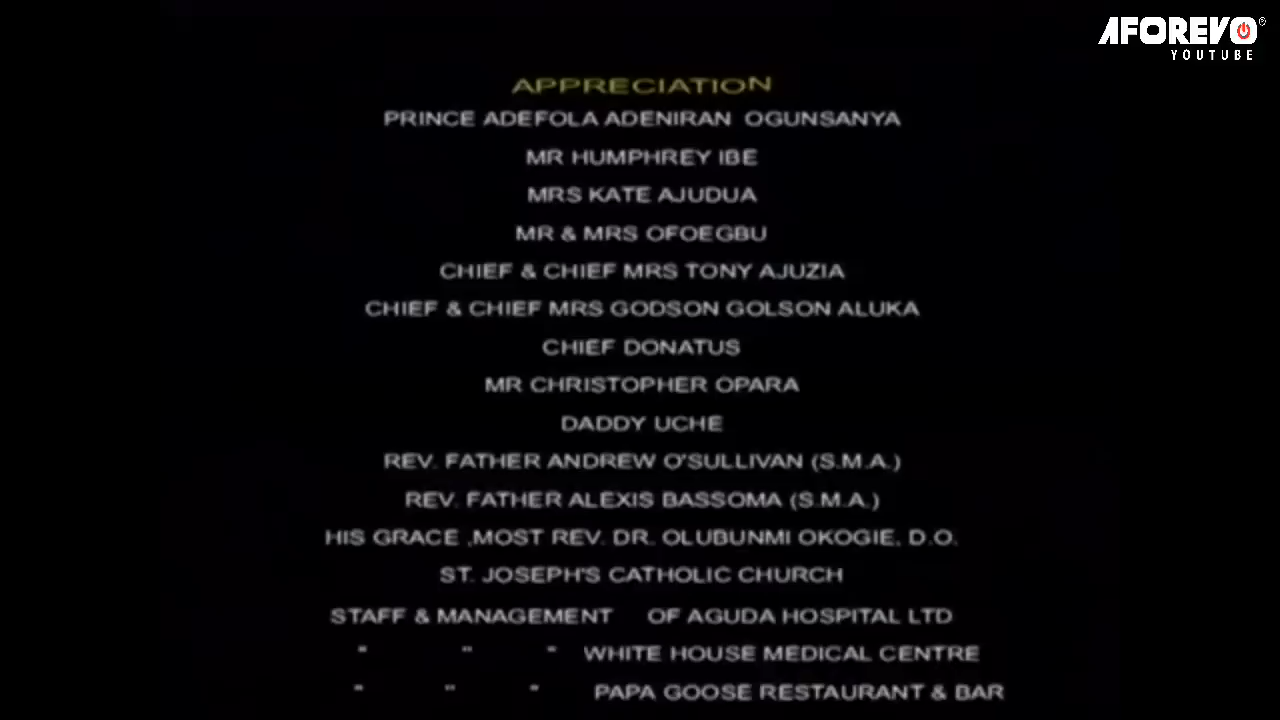 AFOREVO
YOUTUBE
APPRECIATION
PRINCE ADEFOLA ADENIRAN OGUNSANYA
MR HUMPHREY IBE
MRS KATE AJUDUA
MR & MRS OFOEGBU
CHIEF & CHIEF MRS TONY AJUZIA
CHIEF & CHIEF MRS GODSON GOLSON ALUKA
CHIEF DONATUS
MR CHRISTOPHER OPARA
DADDY UCHE
REV. FATHER ANDREW O'SULLIVAN (S.M.A.)
REV. FATHER ALEXIS BASSOMA (S.M.A.)
HIS GRACE ,MOST REV. DR. OLUBUNMI OKOGIE, D.O.
ST. JOSEPH'S CATHOLIC CHURCH
STAFF & MANAGEMENT OF AGUDA HOSPITAL LTD
" " " WHITE HOUSE MEDICAL CENTRE
" " " PAPA GOOSE RESTAURANT & BAR